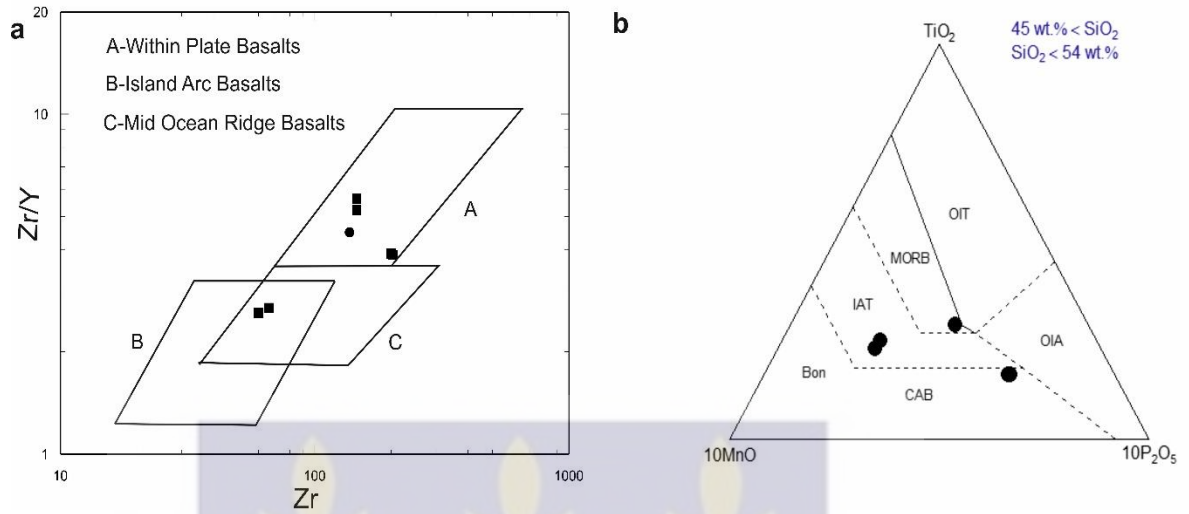 a
20
10
1
Zr/Y
A-Within Plate Basalts
B-Island Arc Basalts
C-Mid Ocean Ridge Basalts
A
B
C
10
100
1000
Zr
b
45 wt.% < SiO₂
SiO₂ < 54 wt.%
TiO₂
OIT
MORB
IAT
OIA
Bon
CAB
10MnO
10P₂O₅